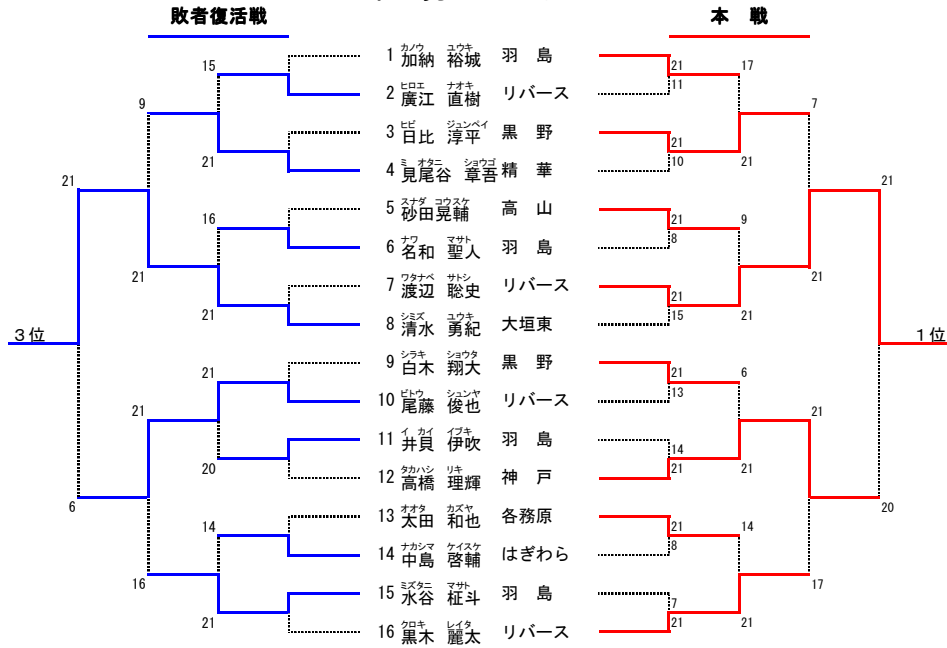 敗者復活戦 本 戦
カノウ ユウキ
1 加納 裕城 羽 島
ヒロエ ナオキ
2 廣江 直樹 リバース
ヒビ ジュンペイ
3 日比 淳平 黒 野
ミ オタニ ショウゴ
4 見尾谷 章吾 精 華
スナダ コウスケ
5 砂田晃輔 高 山
ナワ マサト
6 名和 聖人 羽 島
ワタナベ サトシ
7 渡辺 聡史 リバース
シミズ ユウキ
8 清水 勇紀 大垣東
シラキ ショウタ
9 白木 翔大 黒 野
ビトウ シュンヤ
10 尾藤 俊也 リバース
イ カイ イブキ
11 井貝 伊吹 羽 島
タカハシ リキ
12 高橋 理輝 神 戸
オオタ カズヤ
13 太田 和也 各務原
ナカシマ ケイスケ
14 中島 啓輔 はぎわら
ミズタニ マサト
15 水谷 柾斗 羽 島
クロキ レイタ
16 黒木 麗太 リバース
15
21
16
21
21
20
14
21
9
21
21
16
21
6
3位
21
11
21
10
21
8
21
15
21
13
14
21
21
8
7
21
17
21
9
21
6
21
14
21
7
21
21
17
21
20
1位